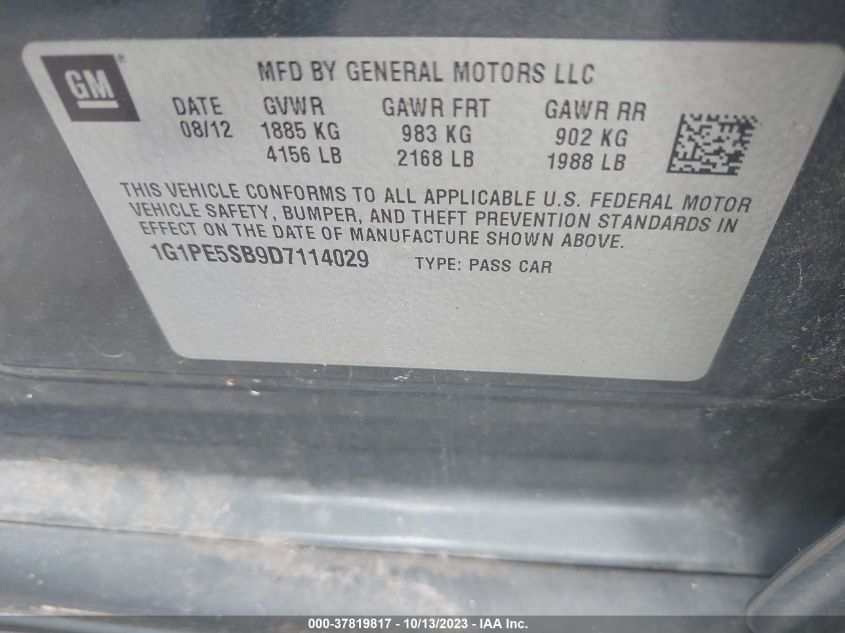 GM®
MFD BY GENERAL MOTORS LLC
DATE GVWR GAWR FRT GAWR RR
08/12 1885 KG 983 KG 902 KG
4156 LB 2168 LB 1988 LB
THIS VEHICLE CONFORMS TO ALL APPLICABLE U.S. FEDERAL MOTOR
VEHICLE SAFETY, BUMPER, AND THEFT PREVENTION STANDARDS IN
EFFECT ON THE DATE OF MANUFACTURE SHOWN ABOVE.
1G1PE5SB9D7114029 TYPE: PASS CAR
000-37819817 - 10/13/2023 - IAA Inc.